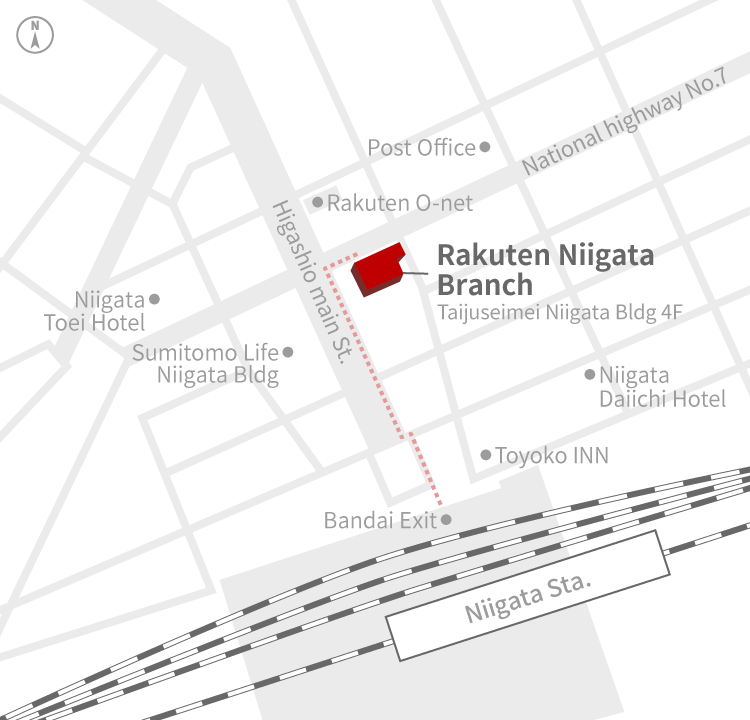 N
National highway No.7
Post Office
Rakuten O-net
Higashio main St.
Rakuten Niigata
Branch
Taijuseimei Niigata Bldg 4F
Niigata
Toei Hotel
Sumitomo Life
Niigata Bldg
Niigata
Daiichi Hotel
Toyoko INN
Bandai Exit
Niigata Sta.